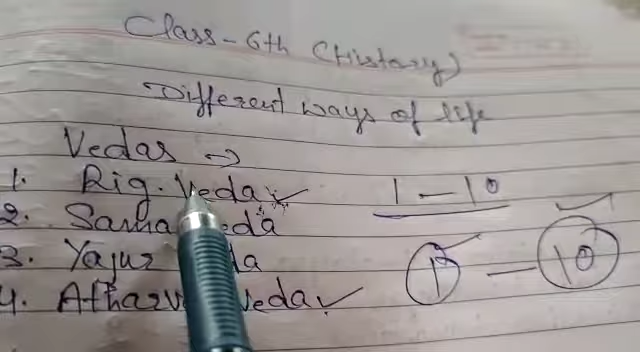 Class - 6th (History)
Different ways of life
Vedas →
1. Rig. Veda ✓ 1 - 10
2. Sama
3. Yajur
4. Atharv Veda ✓ 1 - 10